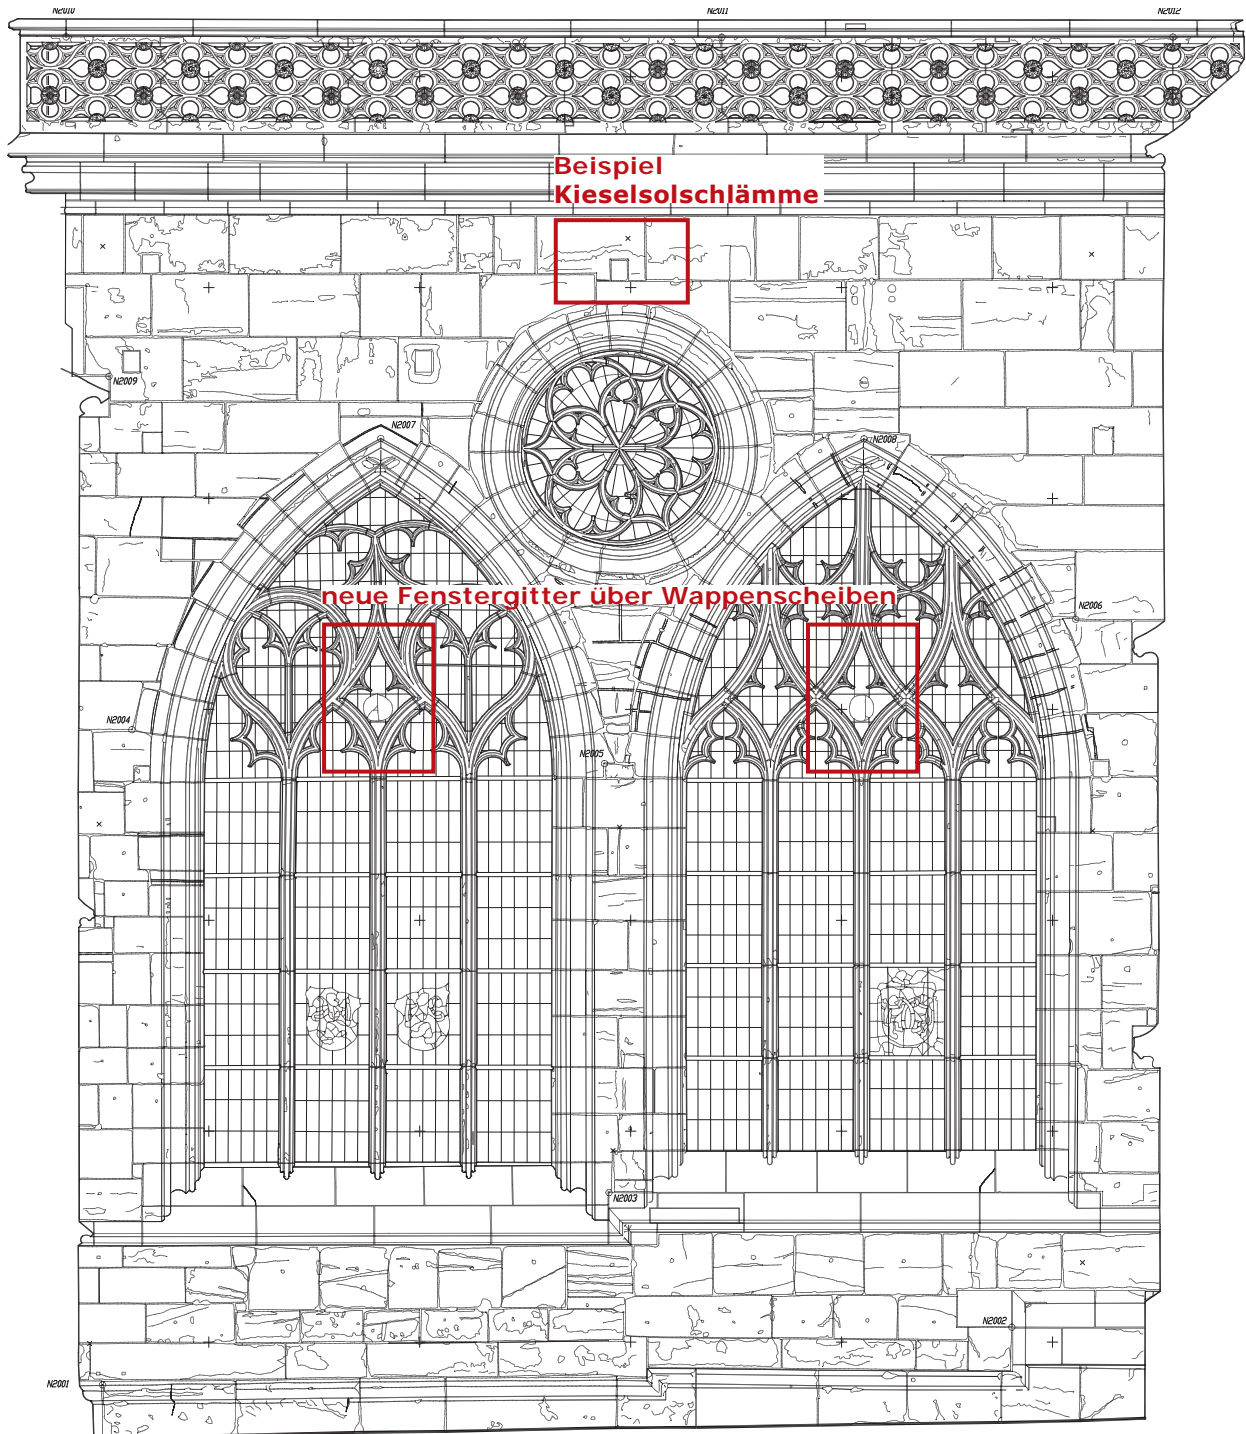 N2010
N2011
N2012
Beispiel
Kieselsolschlämme
N2009
N2007
N2008
neue Fenstergitter über Wappenscheiben
N2006
N2004
N2005
N2003
N2002
N2001